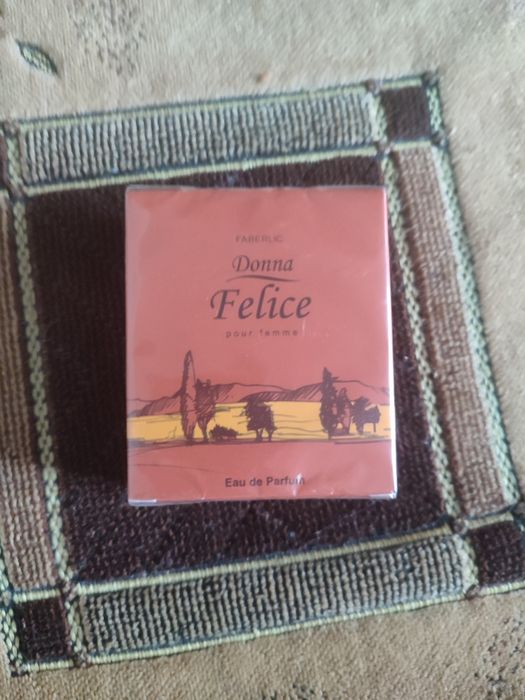 FABERLIC
Donna
Felice
pour femme
Eau de Parfum